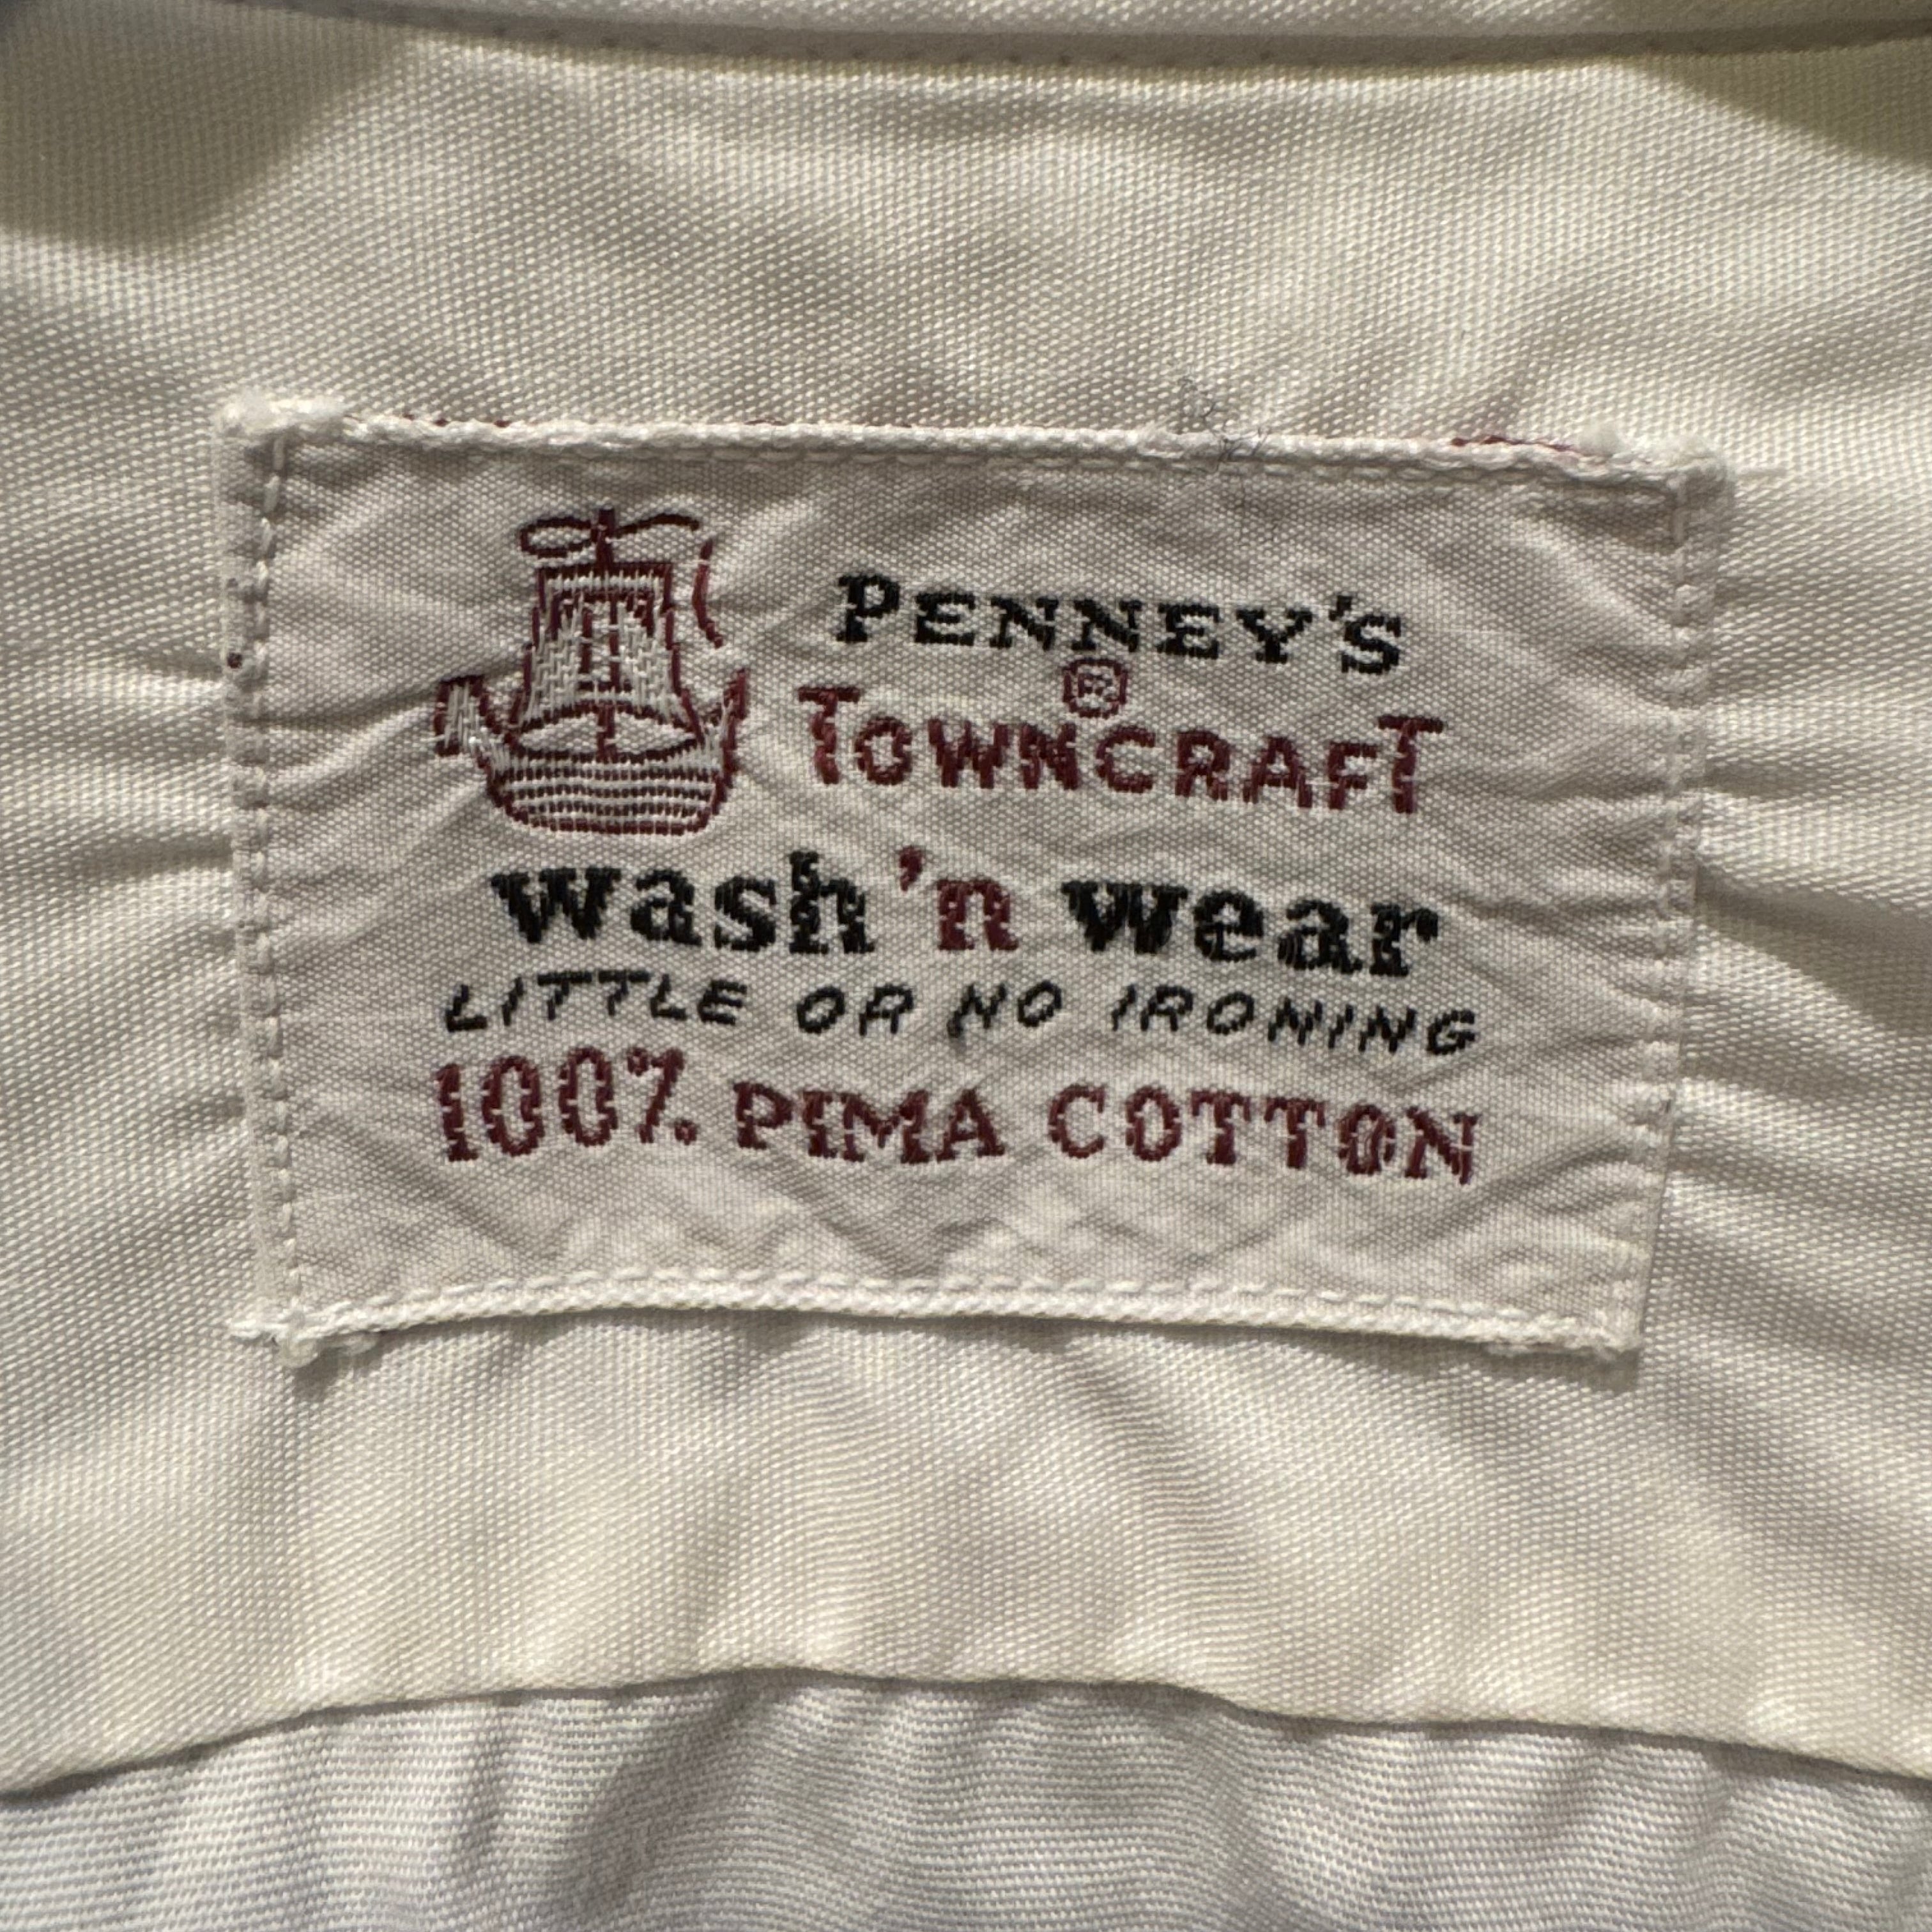 PENNEY'S
®
TOWNCRAFT
wash 'n wear
LITTLE OR NO IRONING
100% PIMA COTTON